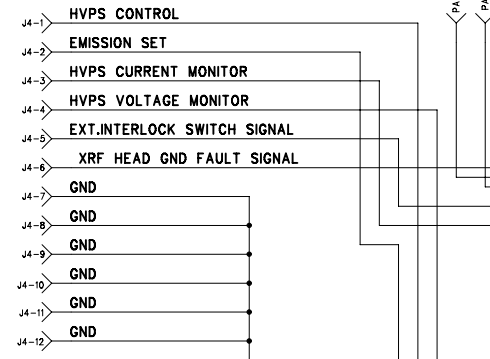 J4-1 HVPS CONTROL
J4-2 EMISSION SET
J4-3 HVPS CURRENT MONITOR
J4-4 HVPS VOLTAGE MONITOR
J4-5 EXT.INTERLOCK SWITCH SIGNAL
J4-6 XRF HEAD GND FAULT SIGNAL
J4-7 GND
J4-8 GND
J4-9 GND
J4-10 GND
J4-11 GND
J4-12 GND
PA
PA